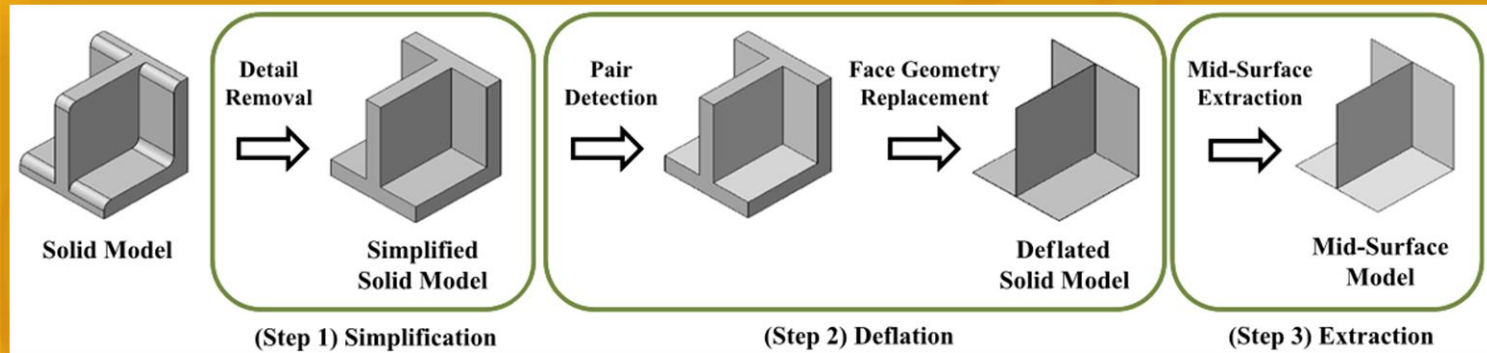 Detail
Removal
Pair
Detection
Face Geometry
Replacement
Mid-Surface
Extraction
Solid Model
Simplified
Solid Model
Deflated
Solid Model
Mid-Surface
Model
(Step 1) Simplification
(Step 2) Deflation
(Step 3) Extraction